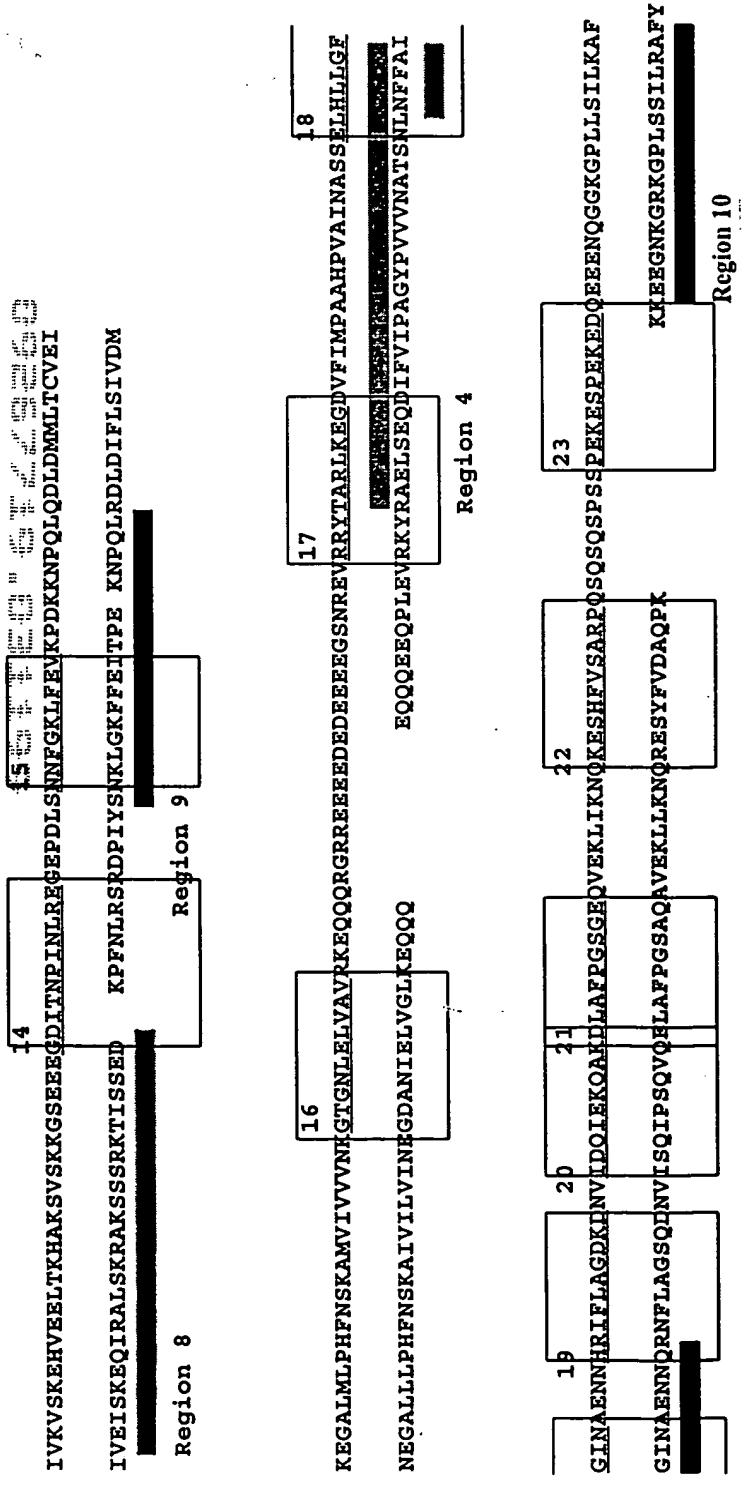 14 15
IVKVSKEHVEELTKHAKSVSKKGSEEEGDITNPINLREGEPDLSNNFGKLFEVKPDKKNPQLQDLDMMLTCVEI
IVEISKEQIRALSKRAKSSSRKTISSED KPFNLRSRDPIYSNKLGKFFEITPE KNPQLRDLDIFLSIVDM
Region 8 Region 9
16 17 18
KEGALMLPHFNSKAMVIVVVNKGTGNLELVAVRKEQQQRGRREEEEDEDEEEEGSNREVRRYTARLKEGDVFIMPAAHPVAINASSELHLLGF
NEGALLLPHFNSKAIVILVINEGDANIELVGLKEQQQ EQQQEEQPLEVRKYRAELSEQDIFVIPAGYPVVVNATSNLNFFAI
Region 4
19 20 21 22 23
GINAENNHRIFLAGDKDNVIDQIEKQAKDLAFPGSGEQVEKLIKNQKESHFVSARPQSQSQSPSSPEKESPEKEDQEEENQGGKGPLLSILKAF
GINAENNQRNFLAGSQDNVISQIPSQVQELAFPGSAQAVEKLLKNQRESYFVDAQPK KKEEGNKGRKGPLSSILRAFY
Region 10